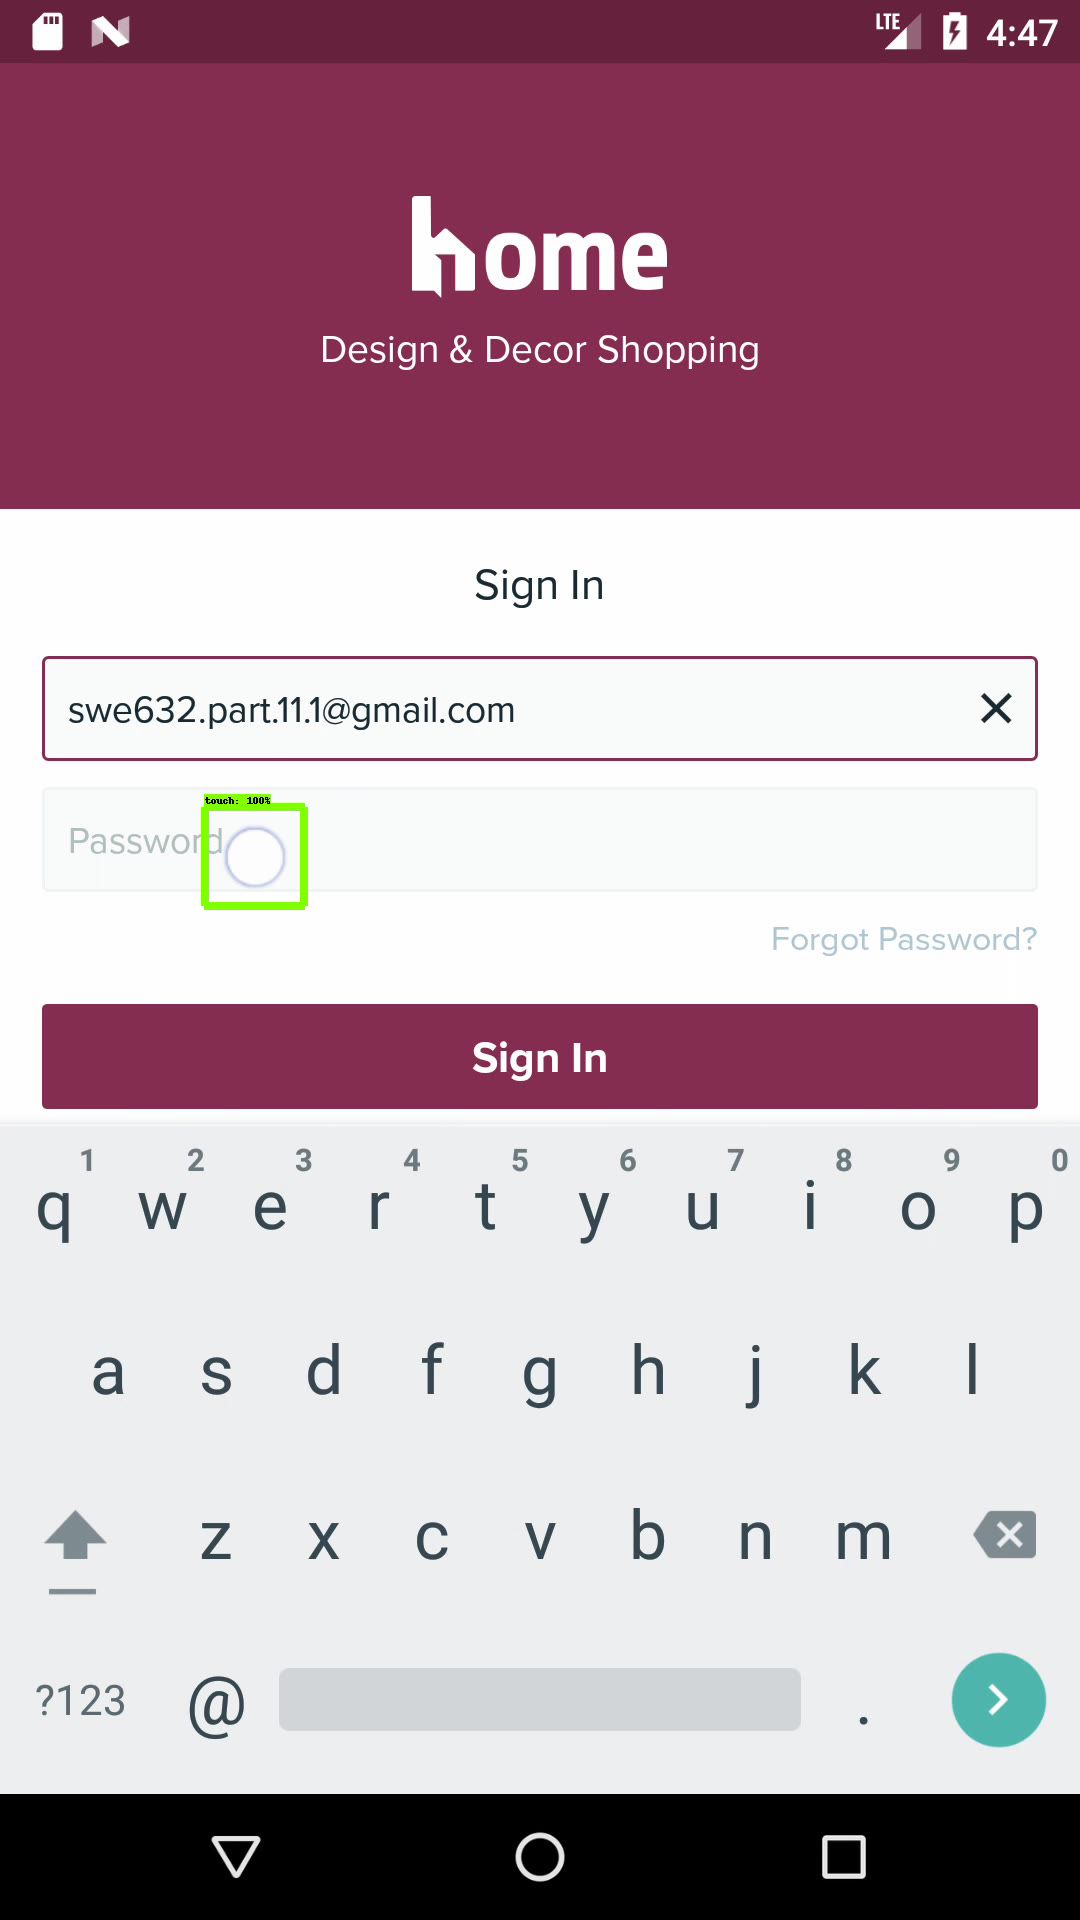 LTE 4:47
home
Design & Decor Shopping
Sign In
swe632.part.11.1@gmail.com
touch: 100%
Password
Forgot Password?
Sign In
1 2 3 4 5 6 7 8 9 0
q w e r t y u i o p
a s d f g h j k l
z x c v b n m
?123 @ .